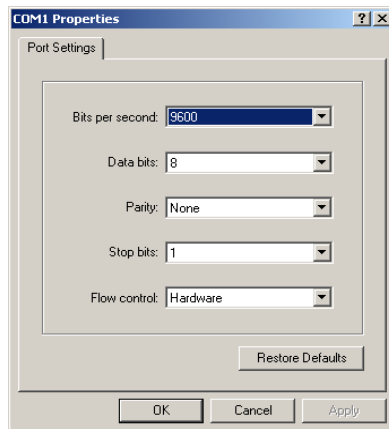 COM1 Properties
Port Settings
Bits per second: 9600
Data bits: 8
Parity: None
Stop bits: 1
Flow control: Hardware
Restore Defaults
OK Cancel Apply